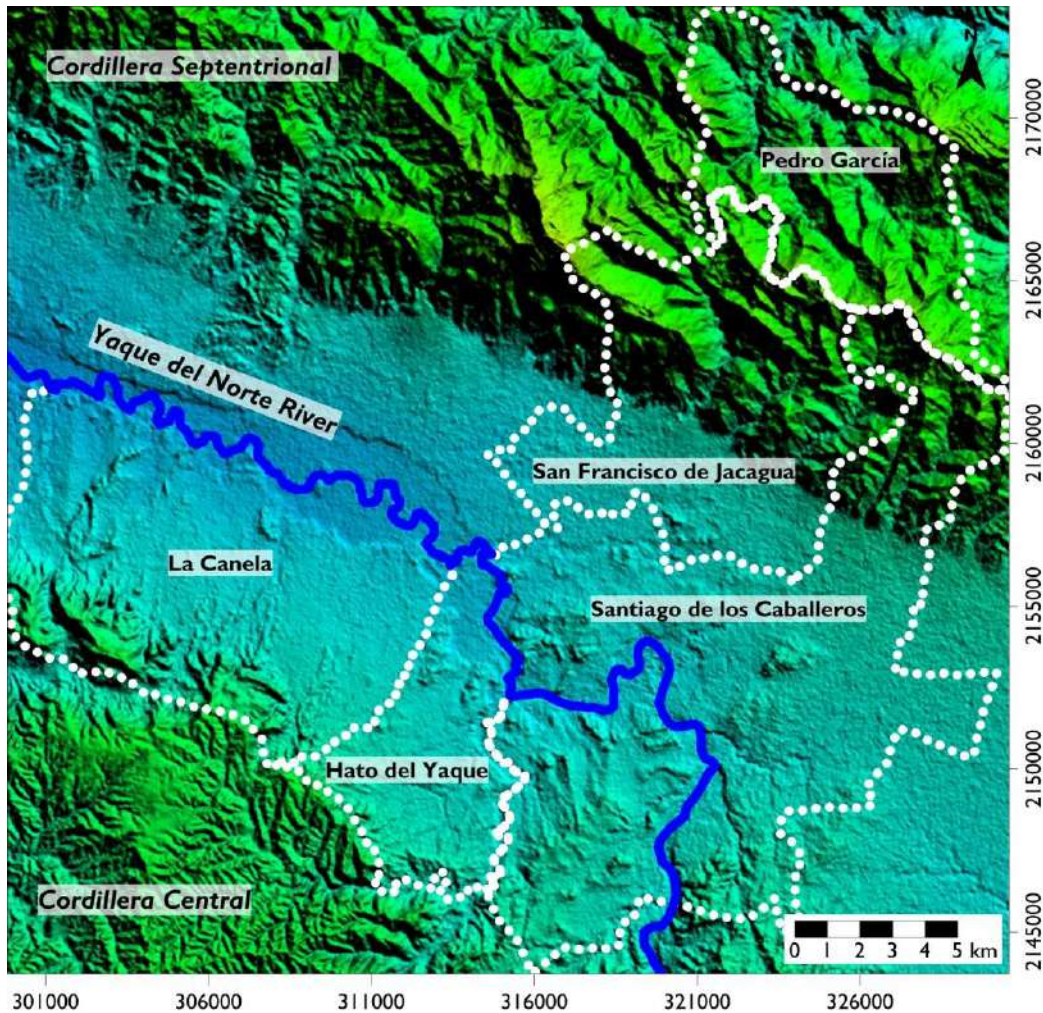 Cordillera Septentrional
Pedro García
2170000
2165000
Yaque del Norte River
2160000
San Francisco de Jacagua
La Canela
Santiago de los Caballeros
2155000
Hato del Yaque
2150000
Cordillera Central
2145000
0 1 2 3 4 5 km
301000 306000 311000 316000 321000 326000